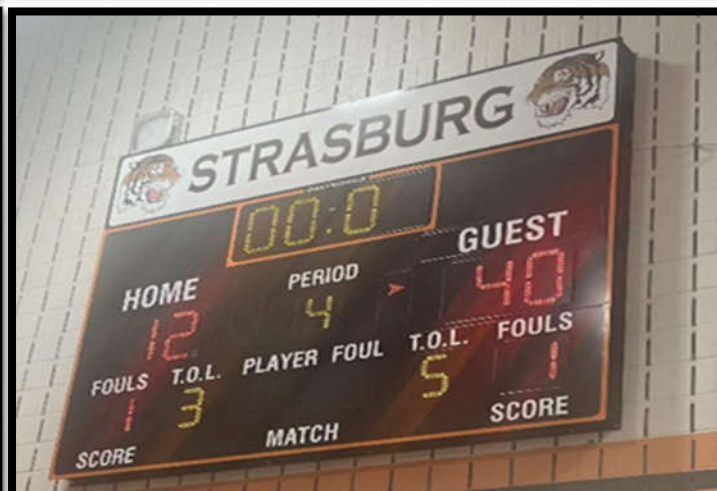 STRASBURG
00:0
HOME PERIOD GUEST
12 4 40
FOULS T.O.L. PLAYER FOUL T.O.L. FOULS
1 3 5 1
SCORE MATCH SCORE